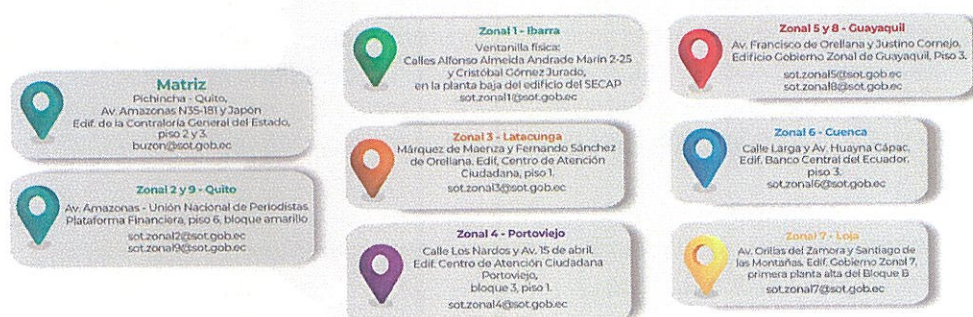 Matriz
Pichincha - Quito,
Av. Amazonas N35-181 y Japón
Edif. de la Contraloría General del Estado,
piso 2 y 3.
buzon@sot.gob.ec
Zonal 2 y 9 - Quito
Av. Amazonas - Unión Nacional de Periodistas
Plataforma Financiera, piso 6, bloque amarillo
sot.zonal2@sot.gob.ec
sot.zonal9@sot.gob.ec
Zonal 1 - Ibarra
Ventanilla física:
Calles Alfonso Almeida Andrade Marín 2-25
y Cristóbal Gómez Jurado,
en la planta baja del edificio del SECAP
sot.zonal1@sot.gob.ec
Zonal 3 - Latacunga
Márquez de Maenza y Fernando Sánchez
de Orellana, Edif, Centro de Atención
Ciudadana, piso 1.
sot.zonal3@sot.gob.ec
Zonal 4 - Portoviejo
Calle Los Nardos y Av. 15 de abril,
Edif. Centro de Atención Ciudadana
Portoviejo,
bloque 3, piso 1.
sot.zonal4@sot.gob.ec
Zonal 5 y 8 - Guayaquil
Av. Francisco de Orellana y Justino Cornejo,
Edificio Gobierno Zonal de Guayaquil, Piso 3.
sot.zonal5@sot.gob.ec
sot.zonal8@sot.gob.ec
Zonal 6 - Cuenca
Calle Larga y Av. Huayna Cápac,
Edif. Banco Central del Ecuador,
piso 3.
sot.zonal6@sot.gob.ec
Zonal 7 - Loja
Av. Orillas del Zamora y Santiago de
las Montañas, Edif. Gobierno Zonal 7,
primera planta alta del Bloque B
sot.zonal7@sot.gob.ec